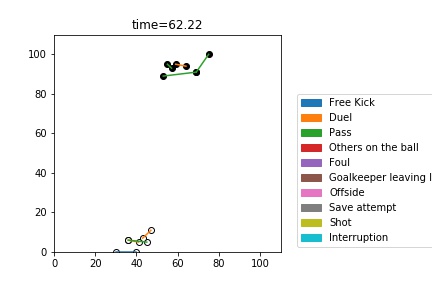 time=62.22
100
80
60
40
20
0
0 20 40 60 80 100
Free Kick
Duel
Pass
Others on the ball
Foul
Goalkeeper leaving l
Offside
Save attempt
Shot
Interruption